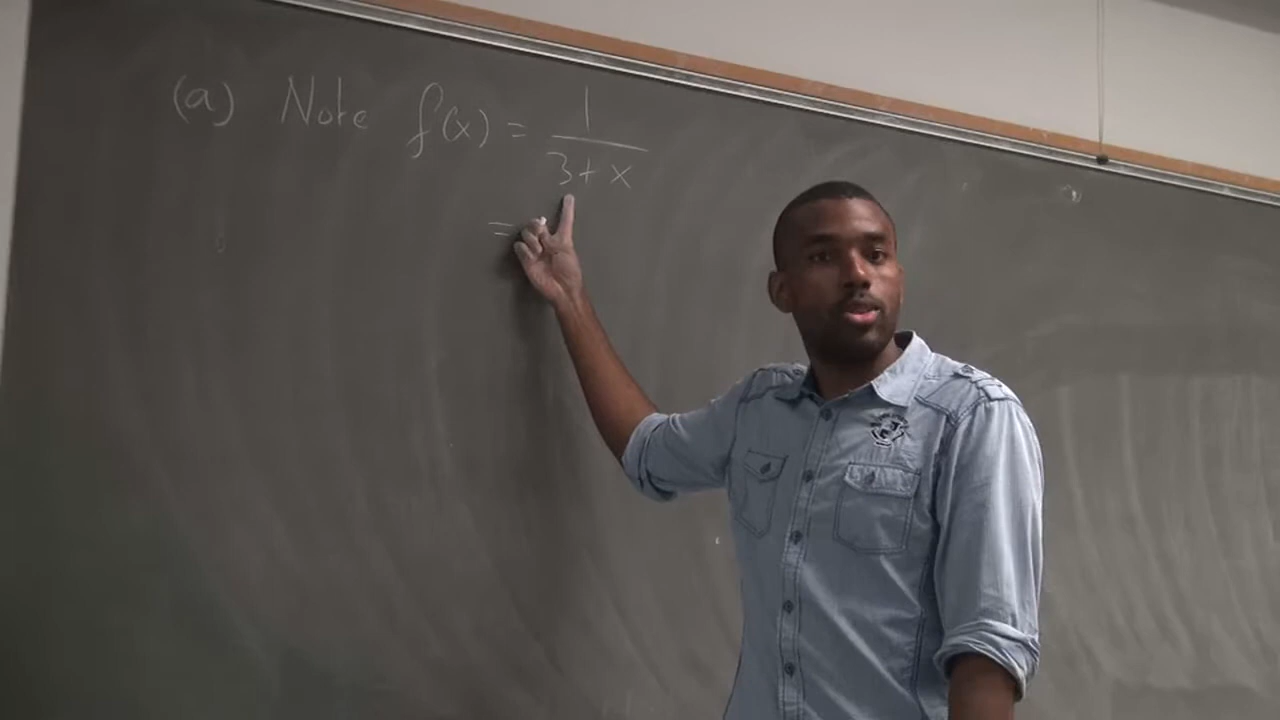 (a) Note f(x) = 1/(3 + x)
=